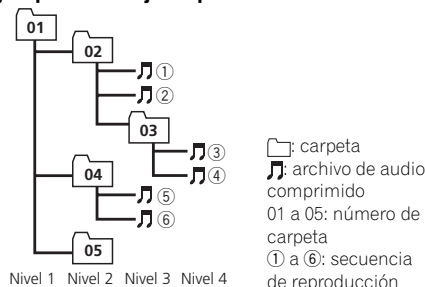 01
02
①
②
03
③
④
04
⑤
⑥
05
Nivel 1 Nivel 2 Nivel 3 Nivel 4
: carpeta
: archivo de audio
comprimido
01 a 05: número de
carpeta
① a ⑥: secuencia
de reproducción